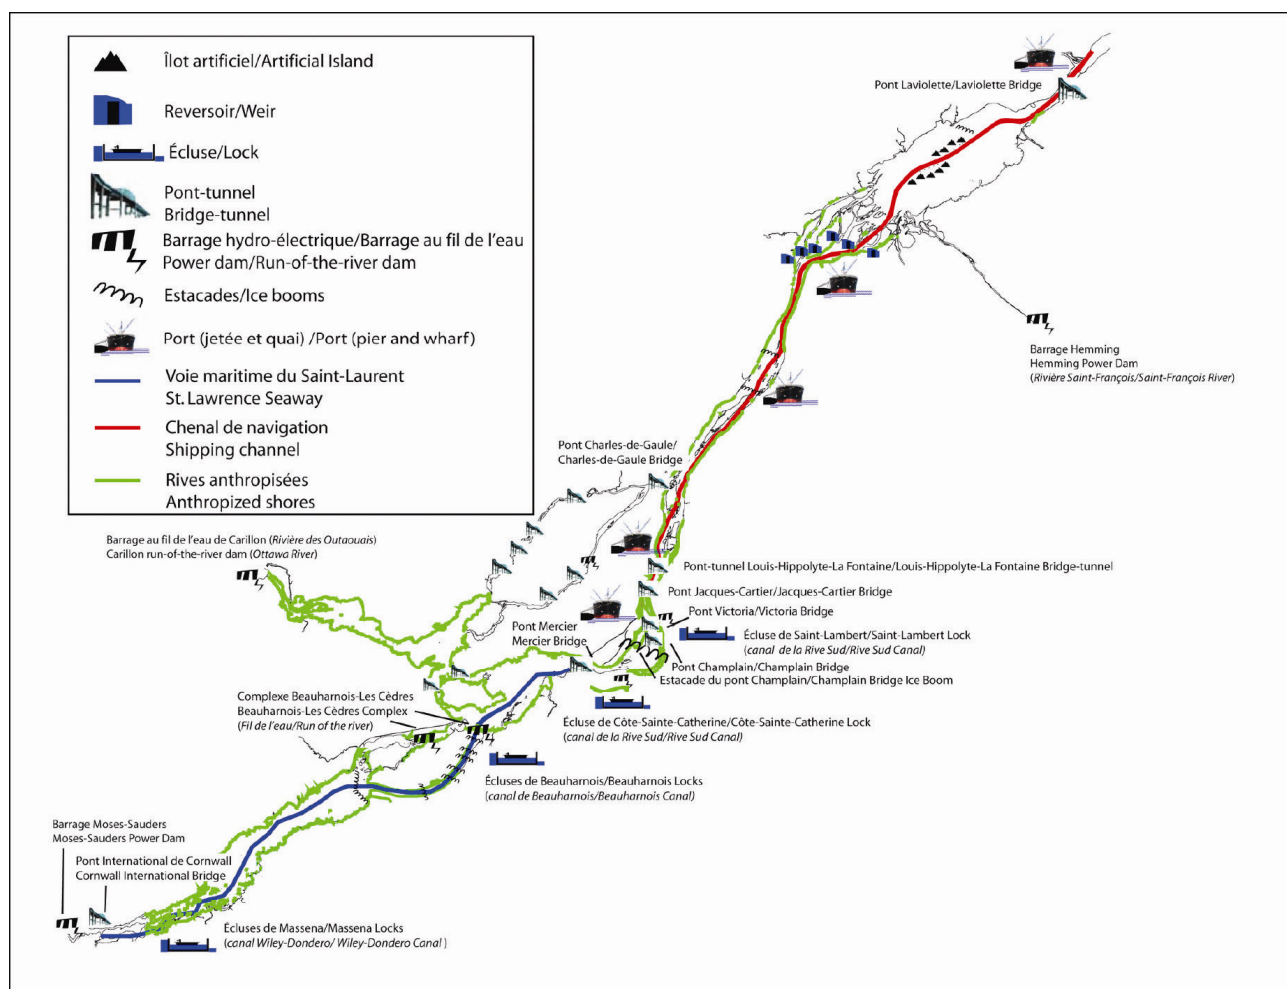 Îlot artificiel/Artificial Island
Reversoir/Weir
Écluse/Lock
Pont-tunnel
Bridge-tunnel
Barrage hydro-électrique/Barrage au fil de l'eau
Power dam/Run-of-the-river dam
Estacades/Ice booms
Port (jetée et quai) /Port (pier and wharf)
Voie maritime du Saint-Laurent
St. Lawrence Seaway
Chenal de navigation
Shipping channel
Rives anthropisées
Anthropized shores
Pont Laviolette/Laviolette Bridge
Barrage Hemming
Hemming Power Dam
(Rivière Saint-François/Saint-François River)
Pont Charles-de-Gaule/
Charles-de-Gaule Bridge
Barrage au fil de l'eau de Carillon (Rivière des Outaouais)
Carillon run-of-the-river dam (Ottawa River)
Pont-tunnel Louis-Hippolyte-La Fontaine/Louis-Hippolyte-La Fontaine Bridge-tunnel
Pont Jacques-Cartier/Jacques-Cartier Bridge
Pont Victoria/Victoria Bridge
Pont Mercier
Mercier Bridge
Écluse de Saint-Lambert/Saint-Lambert Lock
(canal de la Rive Sud/Rive Sud Canal)
Pont Champlain/Champlain Bridge
Estacade du pont Champlain/Champlain Bridge Ice Boom
Complexe Beauharnois-Les Cèdres
Beauharnois-Les Cèdres Complex
(Fil de l'eau/Run of the river)
Écluse de Côte-Sainte-Catherine/Côte-Sainte-Catherine Lock
(canal de la Rive Sud/Rive Sud Canal)
Écluses de Beauharnois/Beauharnois Locks
(canal de Beauharnois/Beauharnois Canal)
Barrage Moses-Sauders
Moses-Sauders Power Dam
Pont International de Cornwall
Cornwall International Bridge
Écluses de Massena/Massena Locks
(canal Wiley-Dondero/ Wiley-Dondero Canal )